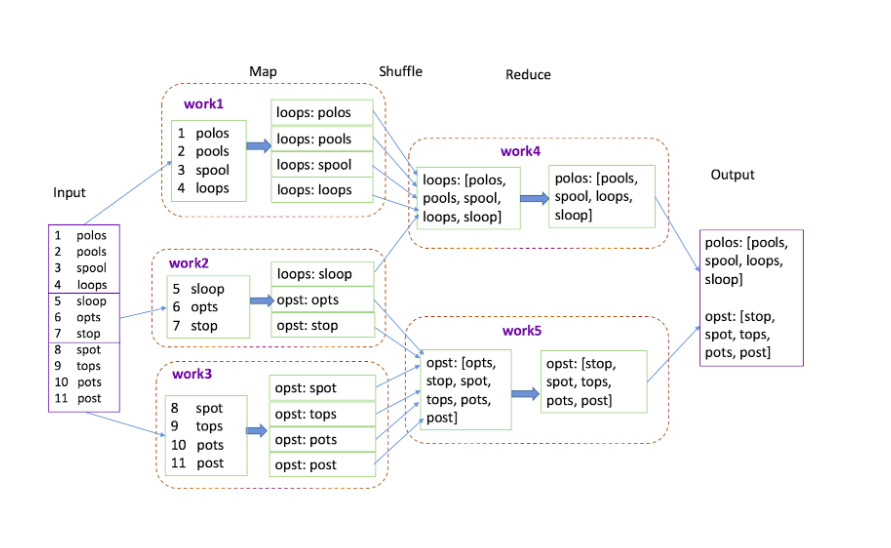 Map
Shuffle
Reduce
work1
1 polos
2 pools
3 spool
4 loops
loops: polos
loops: pools
loops: spool
loops: loops
work4
loops: [polos,
pools, spool,
loops, sloop]
polos: [pools,
spool, loops,
sloop]
Output
Input
1 polos
2 pools
3 spool
4 loops
5 sloop
6 opts
7 stop
8 spot
9 tops
10 pots
11 post
work2
5 sloop
6 opts
7 stop
loops: sloop
opst: opts
opst: stop
polos: [pools,
spool, loops,
sloop]
opst: [stop,
spot, tops,
pots, post]
work5
opst: [opts,
stop, spot,
tops, pots,
post]
opst: [stop,
spot, tops,
pots, post]
work3
8 spot
9 tops
10 pots
11 post
opst: spot
opst: tops
opst: pots
opst: post